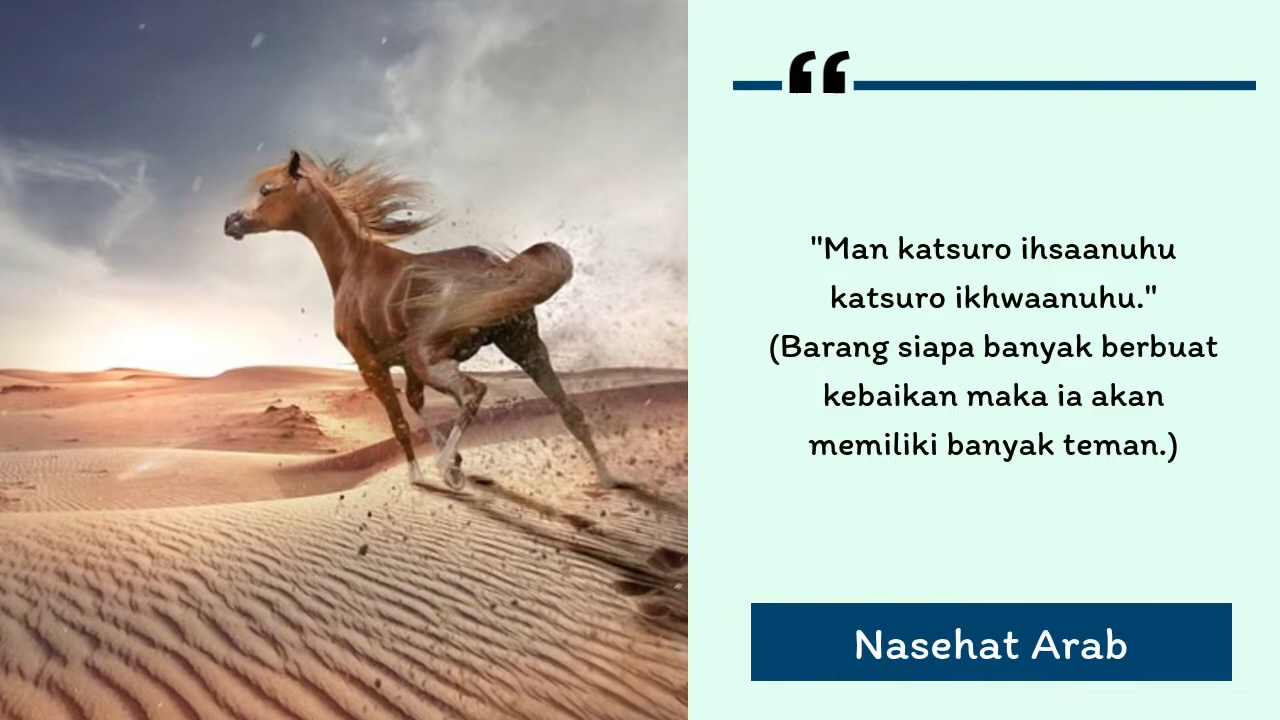 "Man katsuro ihsaanuhu
katsuro ikhwaanuhu."
(Barang siapa banyak berbuat
kebaikan maka ia akan
memiliki banyak teman.)
Nasehat Arab